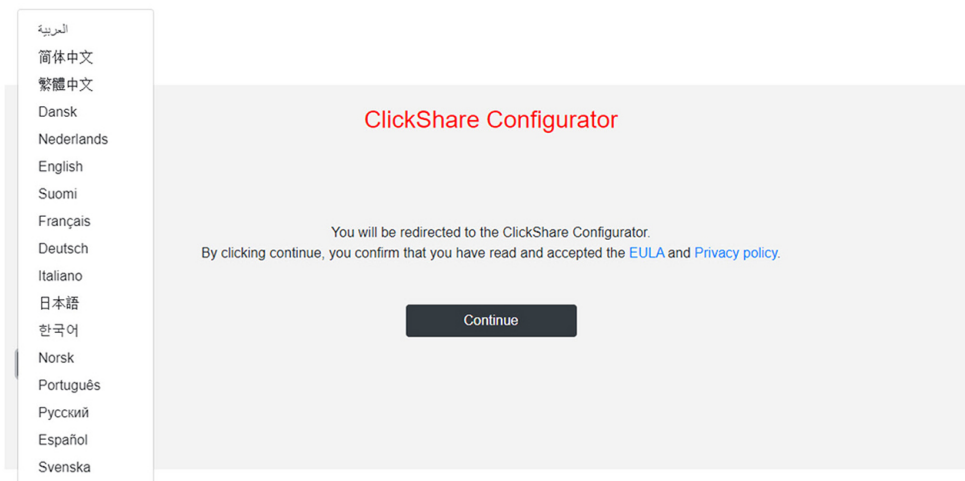 العربية
简体中文
繁體中文
Dansk
Nederlands
English
Suomi
Français
Deutsch
Italiano
日本語
한국어
Norsk
Português
Русский
Español
Svenska
ClickShare Configurator
You will be redirected to the ClickShare Configurator.
By clicking continue, you confirm that you have read and accepted the EULA and Privacy policy.
Continue